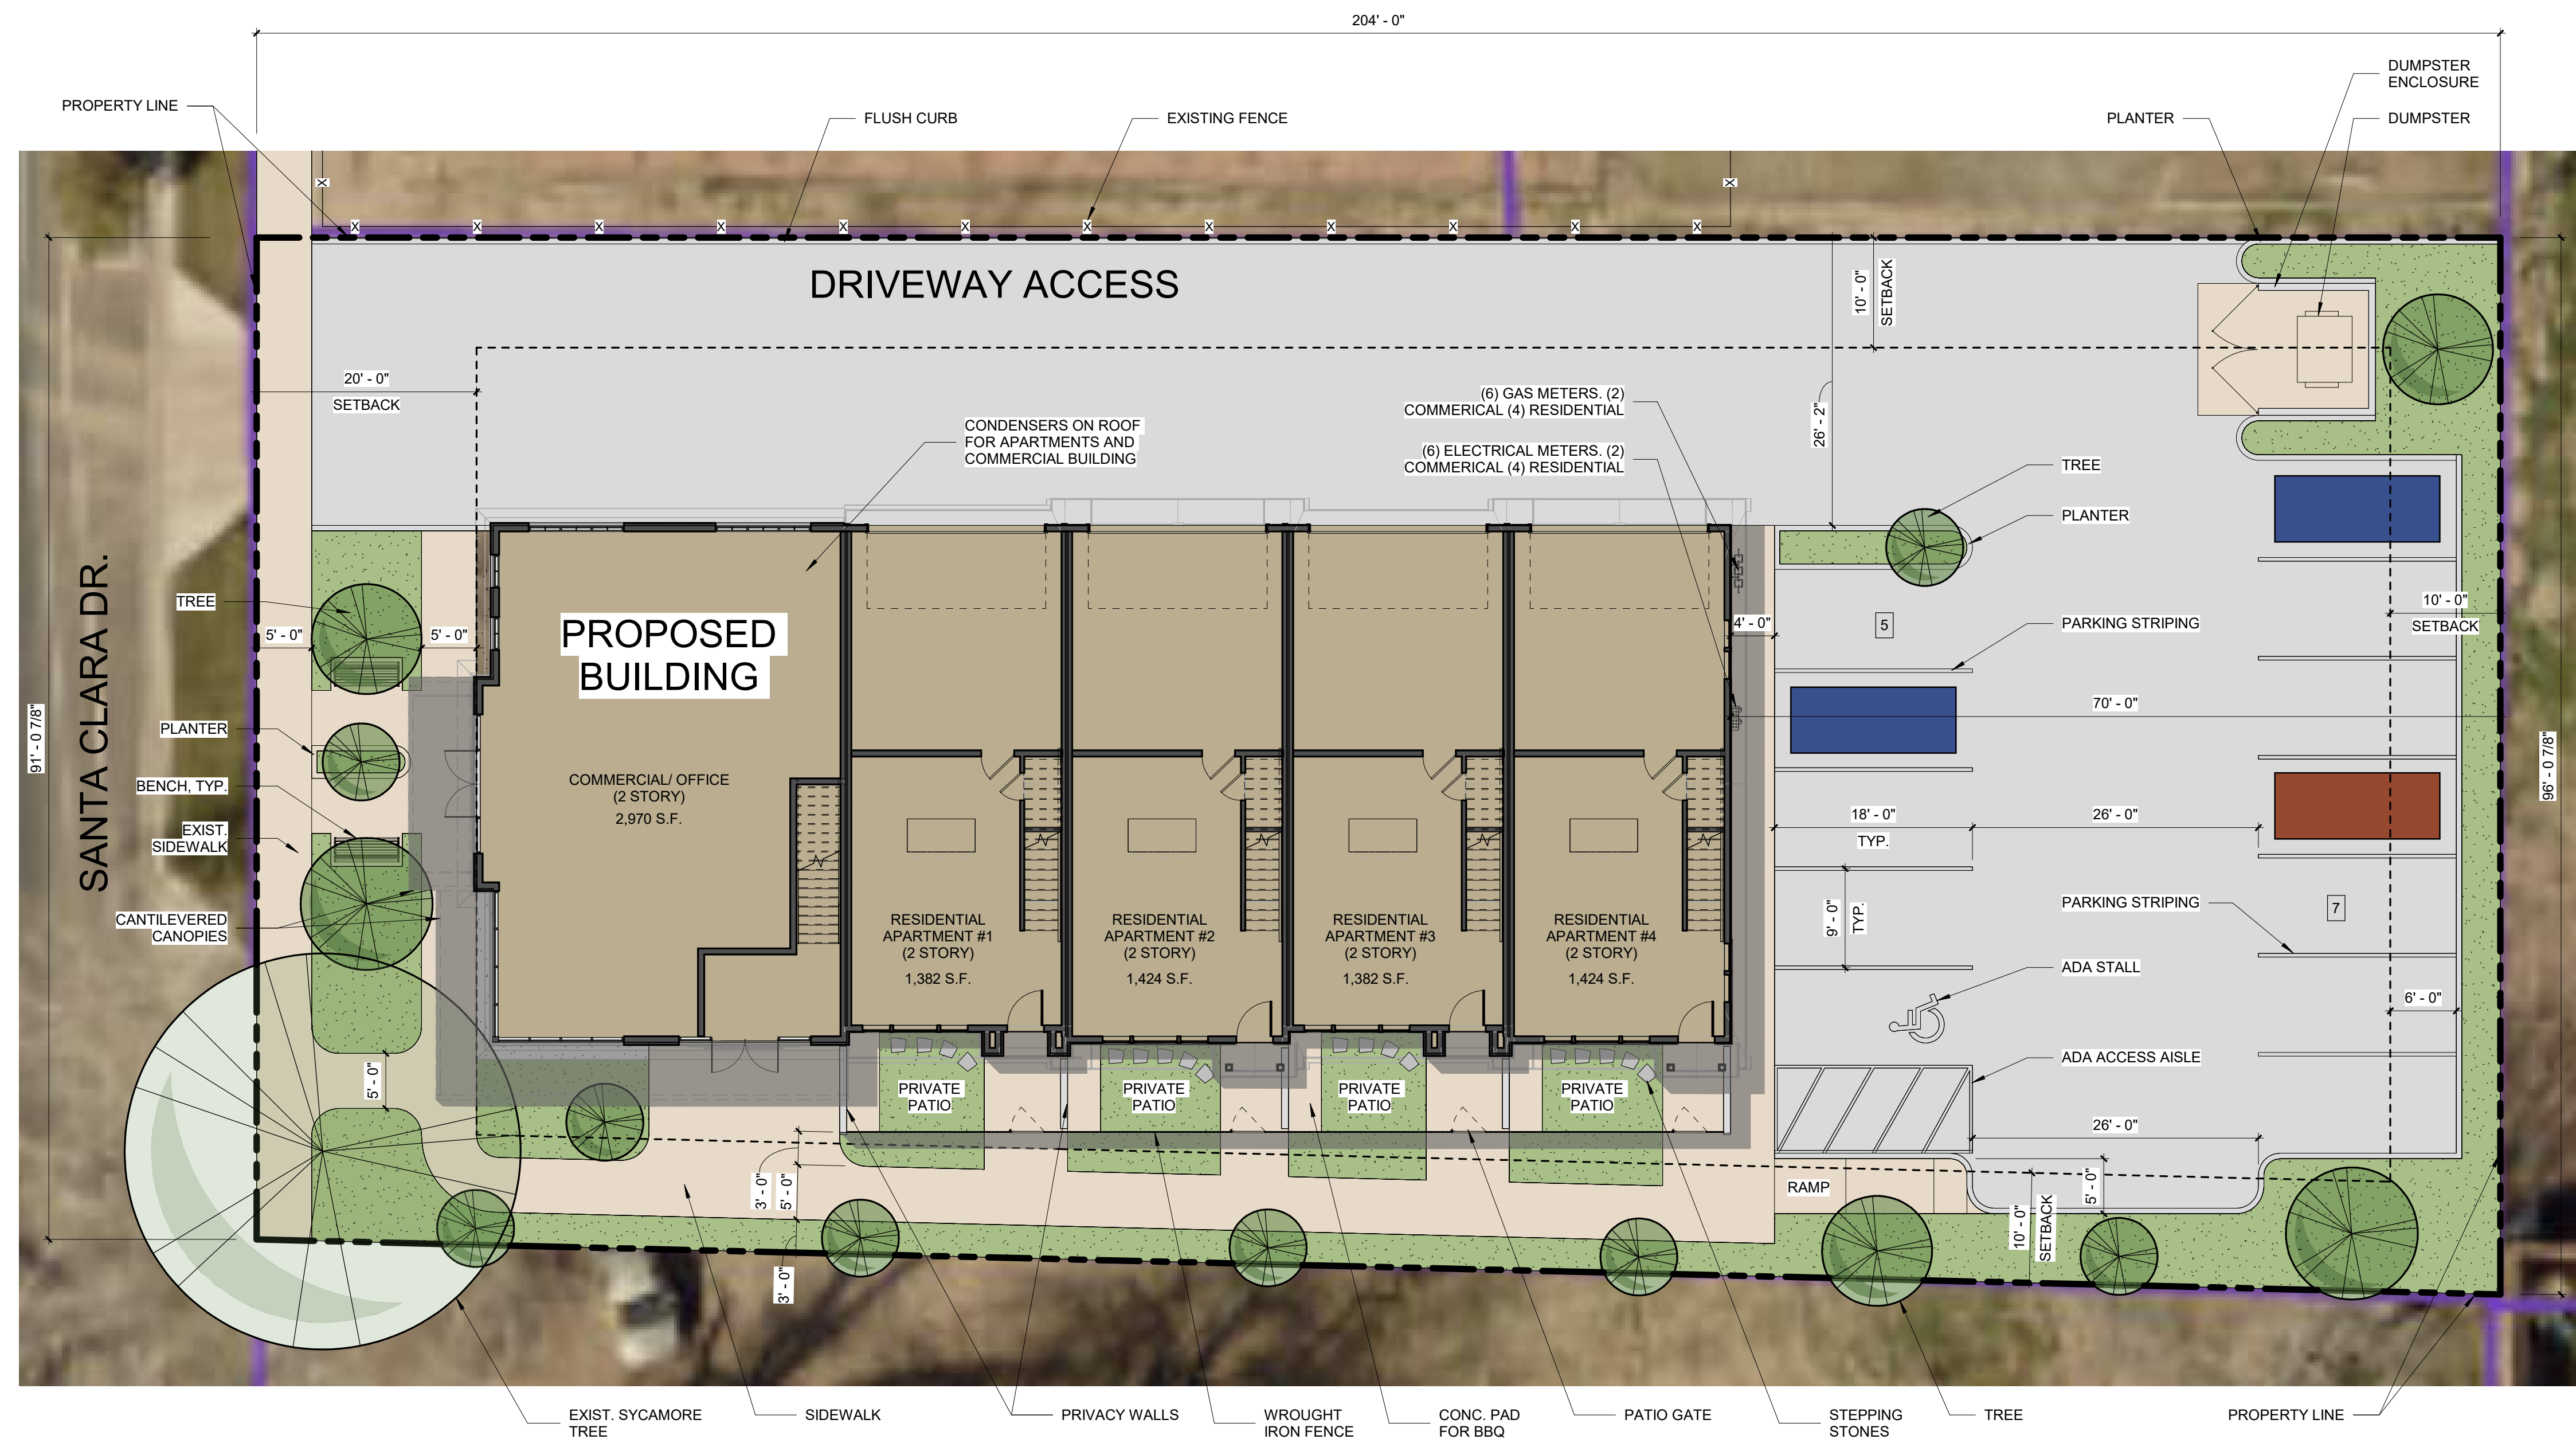 204' - 0"
DUMPSTER
ENCLOSURE
PROPERTY LINE
FLUSH CURB
EXISTING FENCE
PLANTER
DUMPSTER
X
X
X
X
X
X
X
X
X
X
X
X
X
X
DRIVEWAY ACCESS
10' - 0"
SETBACK
20' - 0"
SETBACK
(6) GAS METERS. (2)
COMMERICAL (4) RESIDENTIAL
26' - 2"
CONDENSERS ON ROOF
FOR APARTMENTS AND
COMMERCIAL BUILDING
(6) ELECTRICAL METERS. (2)
COMMERICAL (4) RESIDENTIAL
TREE
PLANTER
SANTA CLARA DR.
91' - 0 7/8"
TREE
5' - 0"
5' - 0"
PROPOSED
BUILDING
4' - 0"
5
PARKING STRIPING
10' - 0"
SETBACK
70' - 0"
96' - 0 7/8"
PLANTER
BENCH, TYP.
EXIST.
SIDEWALK
CANTILEVERED
CANOPIES
COMMERCIAL/ OFFICE
(2 STORY)
2,970 S.F.
18' - 0"
TYP.
26' - 0"
9' - 0"
TYP.
PARKING STRIPING
7
RESIDENTIAL
APARTMENT #1
(2 STORY)
1,382 S.F.
RESIDENTIAL
APARTMENT #2
(2 STORY)
1,424 S.F.
RESIDENTIAL
APARTMENT #3
(2 STORY)
1,382 S.F.
RESIDENTIAL
APARTMENT #4
(2 STORY)
1,424 S.F.
ADA STALL
6' - 0"
ADA ACCESS AISLE
5' - 0"
PRIVATE
PATIO
PRIVATE
PATIO
PRIVATE
PATIO
PRIVATE
PATIO
26' - 0"
3' - 0"
5' - 0"
RAMP
5' - 0"
10' - 0"
SETBACK
3' - 0"
EXIST. SYCAMORE
TREE
SIDEWALK
PRIVACY WALLS
WROUGHT
IRON FENCE
CONC. PAD
FOR BBQ
PATIO GATE
STEPPING
STONES
TREE
PROPERTY LINE